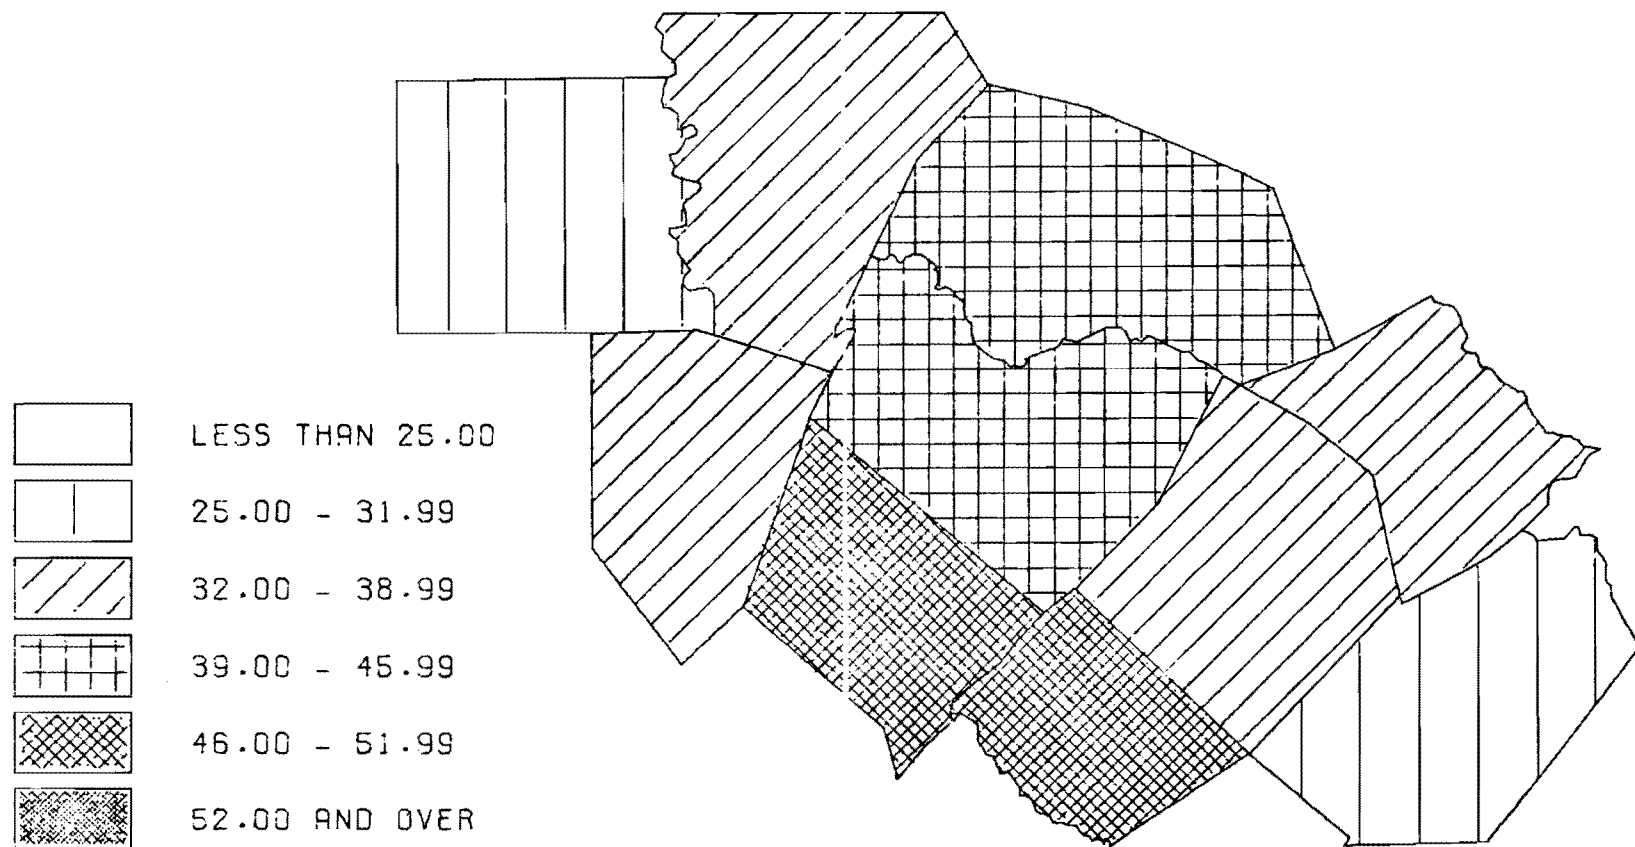 LESS THAN 25.00
25.00 - 31.99
32.00 - 38.99
39.00 - 45.99
46.00 - 51.99
52.00 AND OVER